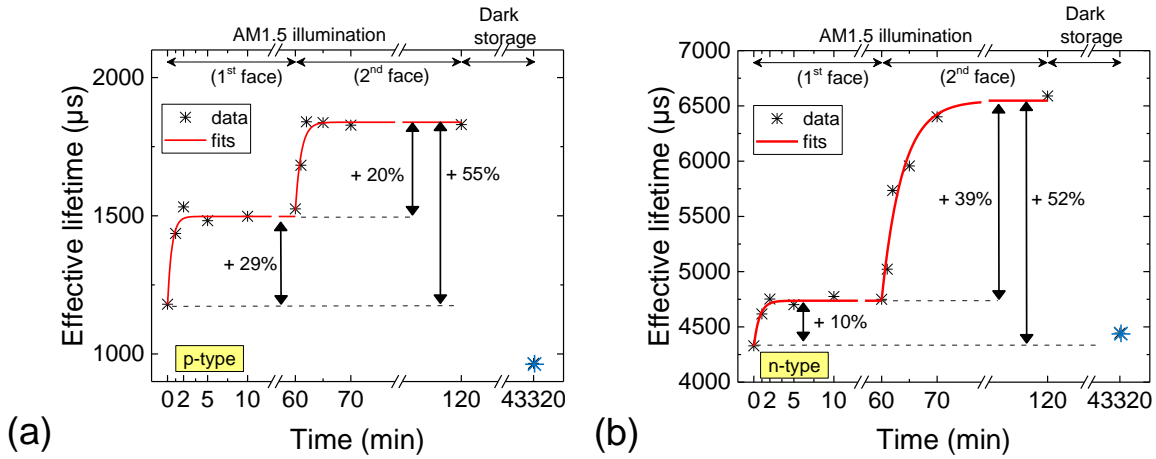 (a)
AM1.5 illumination
Dark
storage
(1st face)
(2nd face)
data
fits
+ 29%
+ 20%
+ 55%
p-type
2000
1500
1000
Effective lifetime (µs)
0 2 5 10 60 70 120 43320
Time (min)
(b)
AM1.5 illumination
Dark
storage
(1st face)
(2nd face)
data
fits
+ 10%
+ 39%
+ 52%
n-type
7000
6500
6000
5500
5000
4500
4000
Effective lifetime (µs)
0 2 5 10 60 70 120 43320
Time (min)